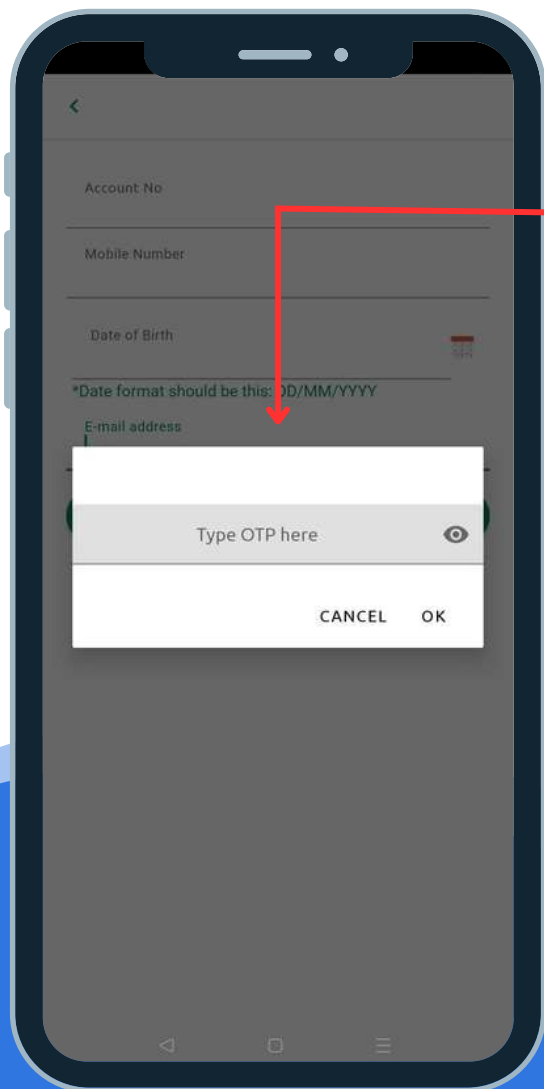 Account No
Mobile Number
Date of Birth
*Date format should be this: DD/MM/YYYY
E-mail address
Type OTP here
CANCEL OK